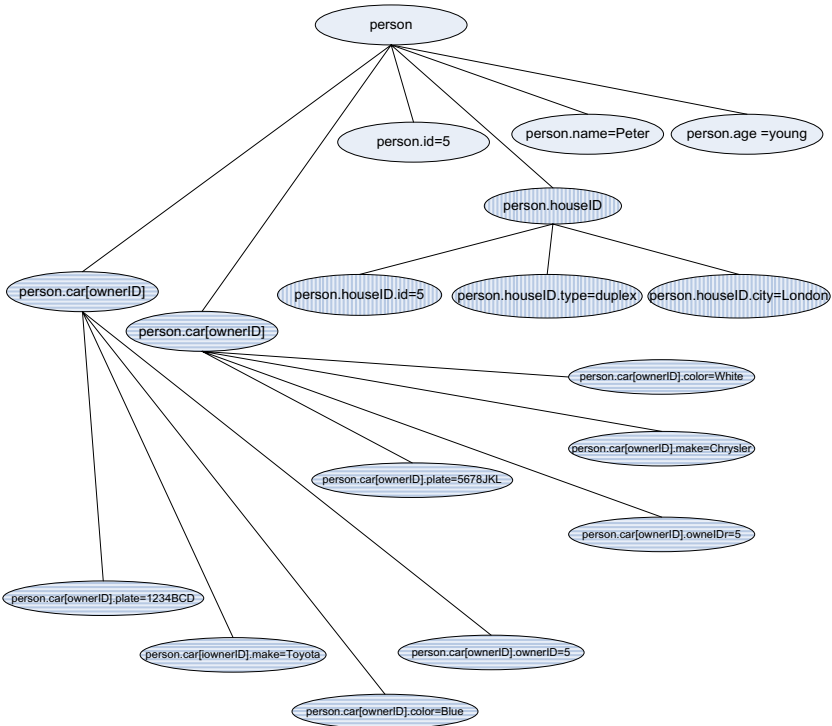 person
person.id=5
person.name=Peter
person.age =young
person.houseID
person.car[ownerID]
person.houseID.id=5
person.houseID.type=duplex
person.houseID.city=London
person.car[ownerID]
person.car[ownerID].color=White
person.car[ownerID].make=Chrysler
person.car[ownerID].plate=5678JKL
person.car[ownerID].owneIDr=5
person.car[ownerID].plate=1234BCD
person.car[iownerID].make=Toyota
person.car[ownerID].ownerID=5
person.car[ownerID].color=Blue